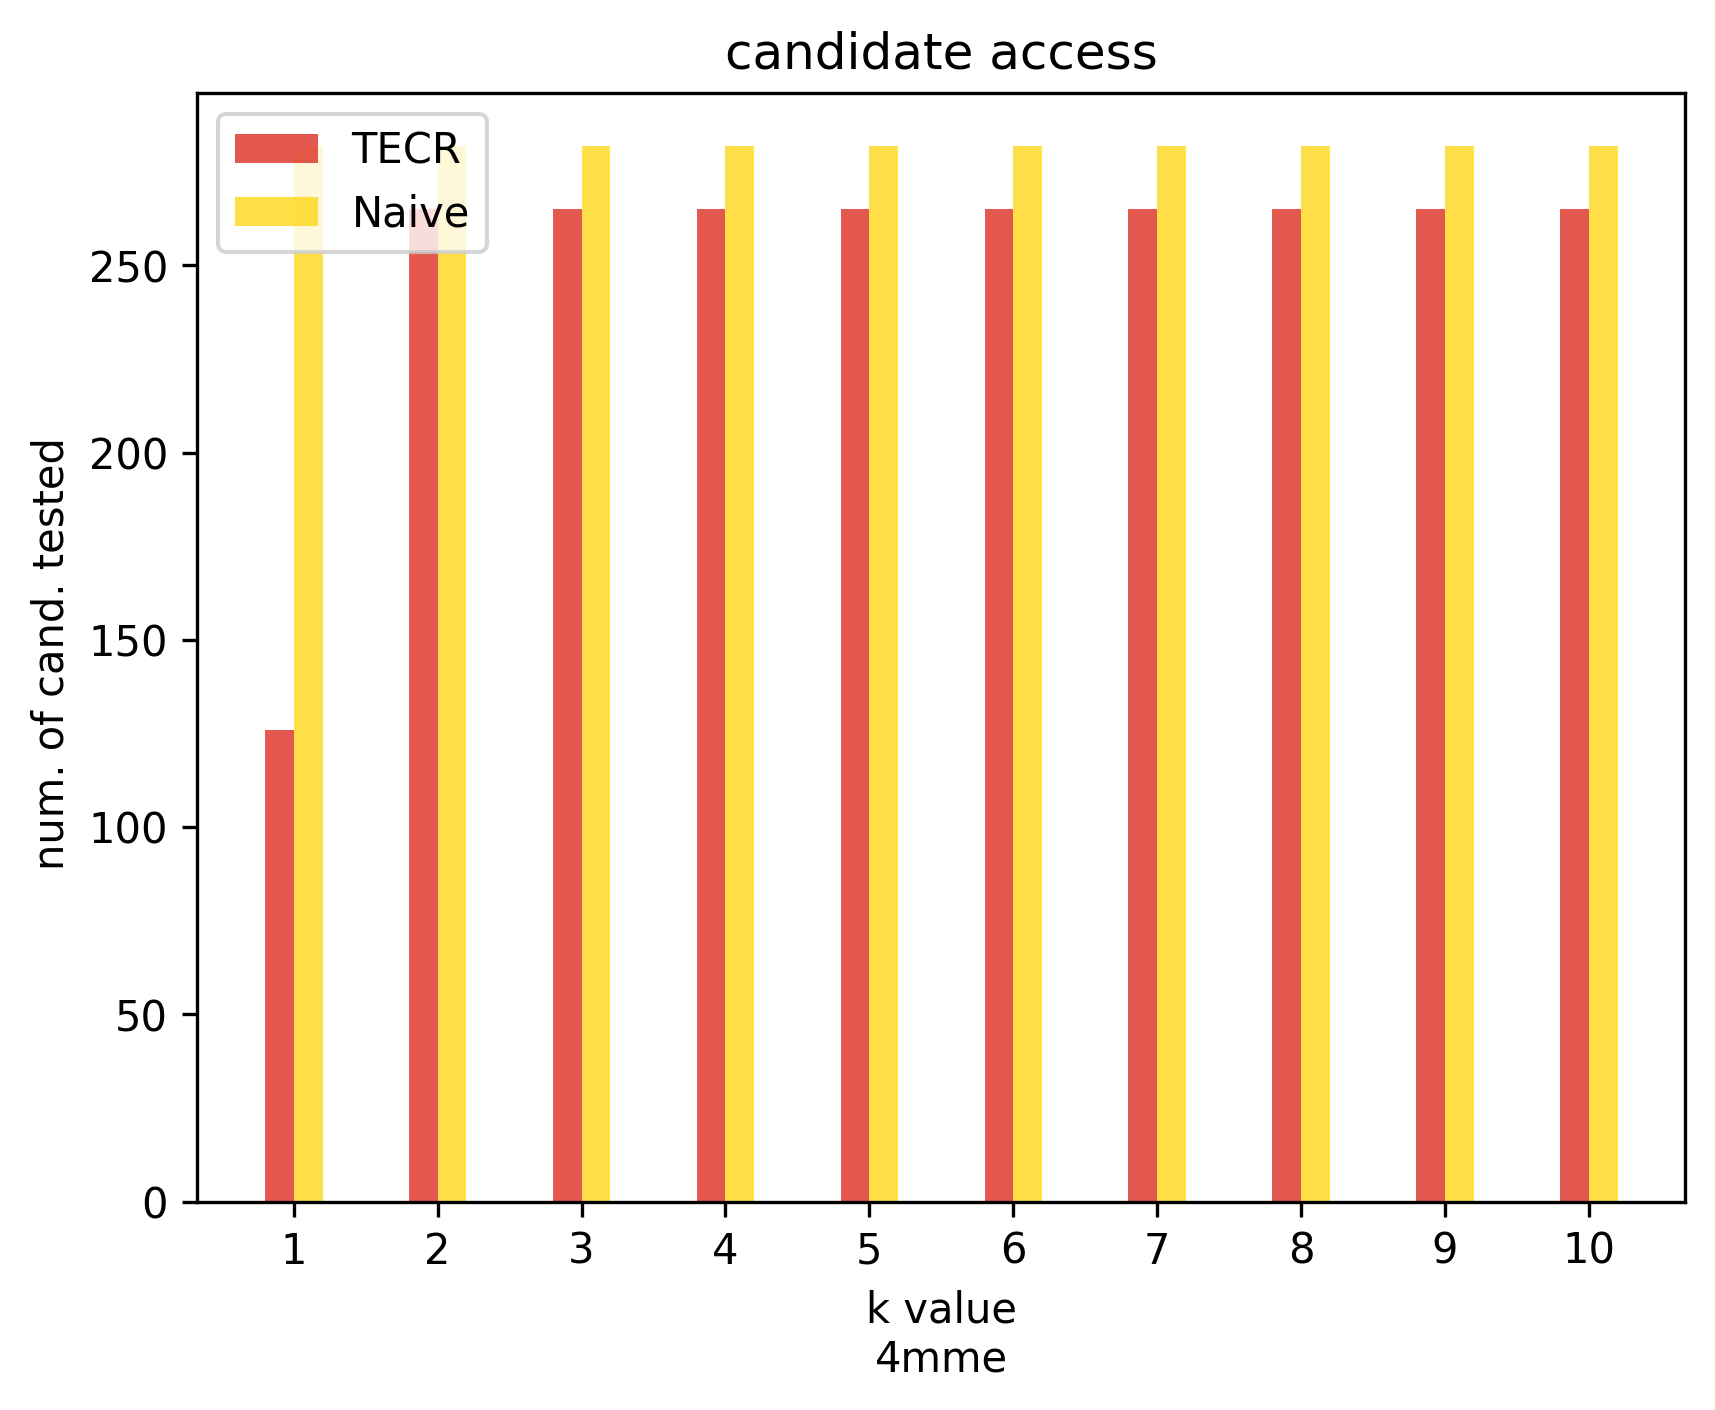 candidate access
TECR
Naive
250
200
150
100
50
0
num. of cand. tested
1 2 3 4 5 6 7 8 9 10
k value
4mme